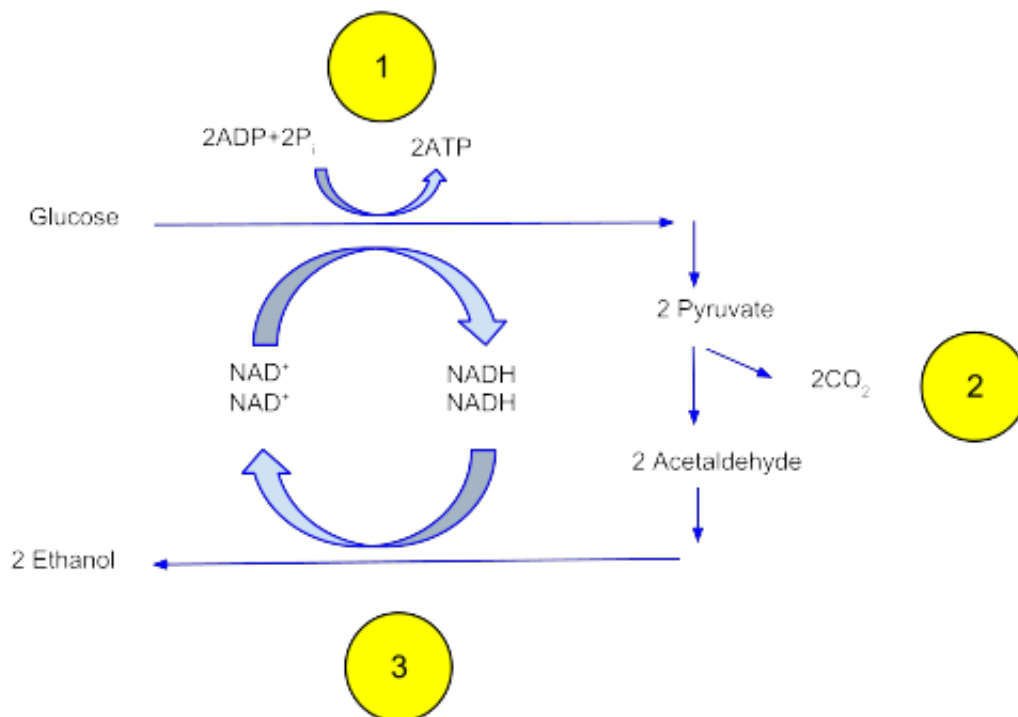 1
2ADP+2Pᵢ
2ATP
Glucose
2 Pyruvate
2CO₂
2
NAD⁺
NAD⁺
NADH
NADH
2 Acetaldehyde
2 Ethanol
3